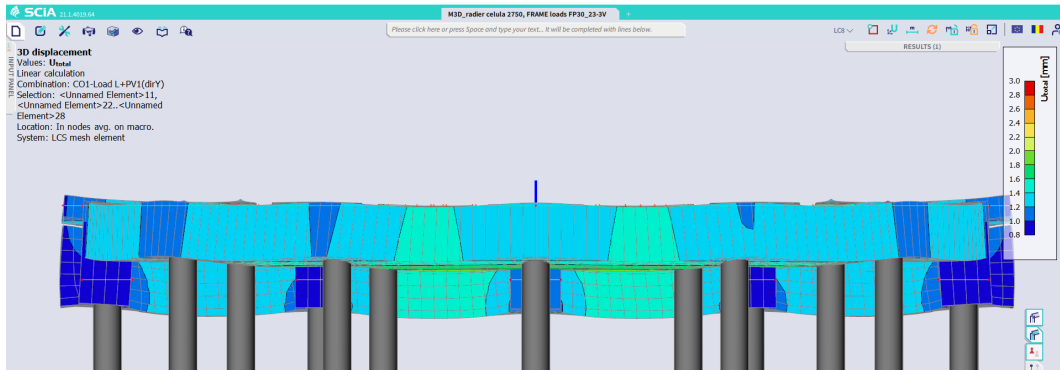 SCiA 21.1.4019.64
M3D_radier celula 2750, FRAME loads FP30_23-3V
Please click here or press Space and type your text... It will be completed with lines below.
LCB
RESULTS (1)
INPUT PANEL
3D displacement
Values: Utotal
Linear calculation
Combination: CO1-Load L+PV1(dirY)
Selection: <Unnamed Element>11,
<Unnamed Element>22..<Unnamed
Element>28
Location: In nodes avg. on macro.
System: LCS mesh element
Utotal [mm]
3.0
2.8
2.6
2.4
2.2
2.0
1.8
1.6
1.4
1.2
1.0
0.8